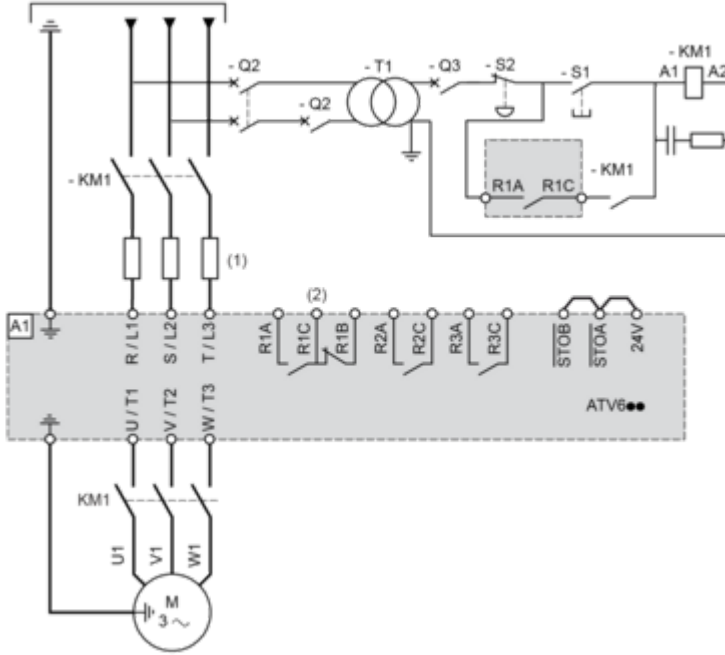 - Q2
- T1
- Q3
- S2
- S1
- KM1
A1
A2
- Q2
- KM1
R1A
R1C
- KM1
(1)
(2)
A1
R / L1
S / L2
T / L3
R1A
R1C
R1B
R2A
R2C
R3A
R3C
STOB
STOA
24V
U / T1
V / T2
W / T3
ATV6●●
KM1
U1
V1
W1
M
3 ~